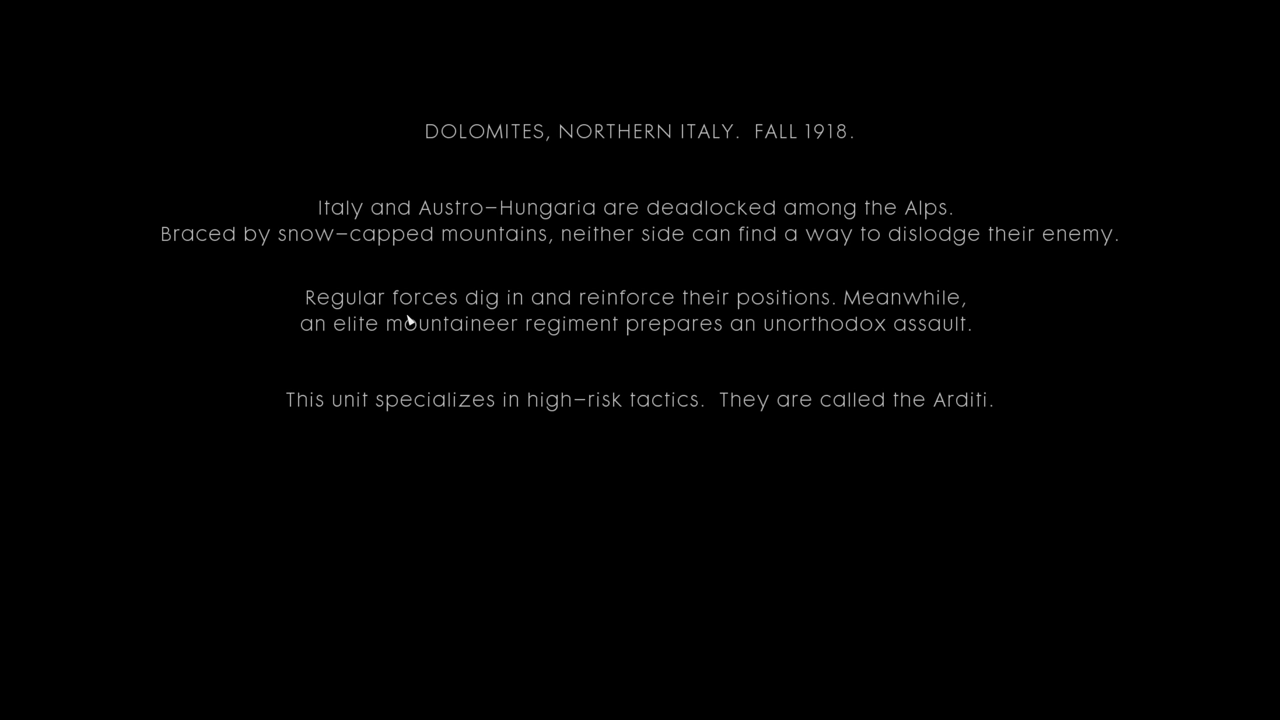 DOLOMITES, NORTHERN ITALY.  FALL 1918.
Italy and Austro-Hungaria are deadlocked among the Alps.
Braced by snow-capped mountains, neither side can find a way to dislodge their enemy.
Regular forces dig in and reinforce their positions. Meanwhile,
an elite mountaineer regiment prepares an unorthodox assault.
This unit specializes in high-risk tactics.  They are called the Arditi.